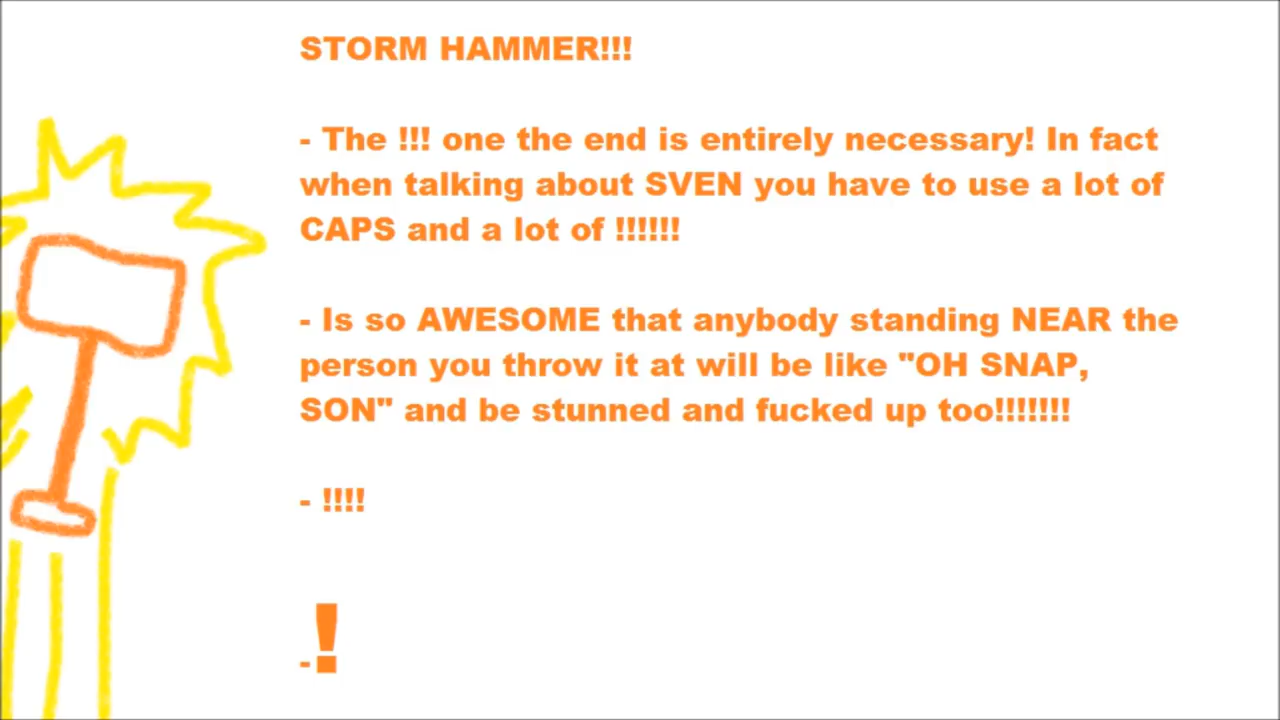 STORM HAMMER!!!
- The !!! one the end is entirely necessary! In fact
when talking about SVEN you have to use a lot of
CAPS and a lot of !!!!!!
- Is so AWESOME that anybody standing NEAR the
person you throw it at will be like "OH SNAP,
SON" and be stunned and fucked up too!!!!!!!
- !!!!
-!